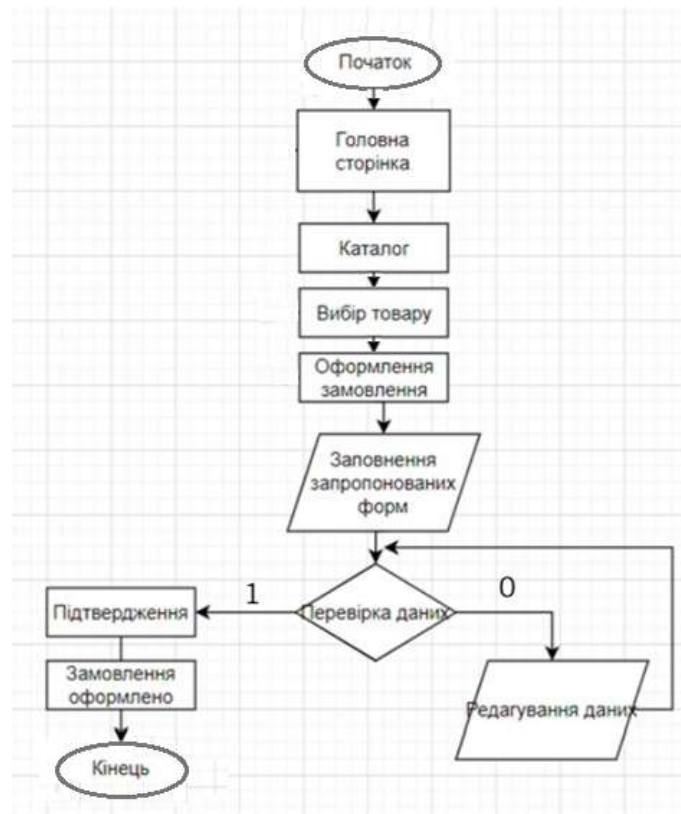 Початок
Головна
сторінка
Каталог
Вибір товару
Оформлення
замовлення
Заповнення
запропонованих
форм
1
0
Підтвердження
Перевірка даних
Замовлення
оформлено
Редагування даних
Кінець